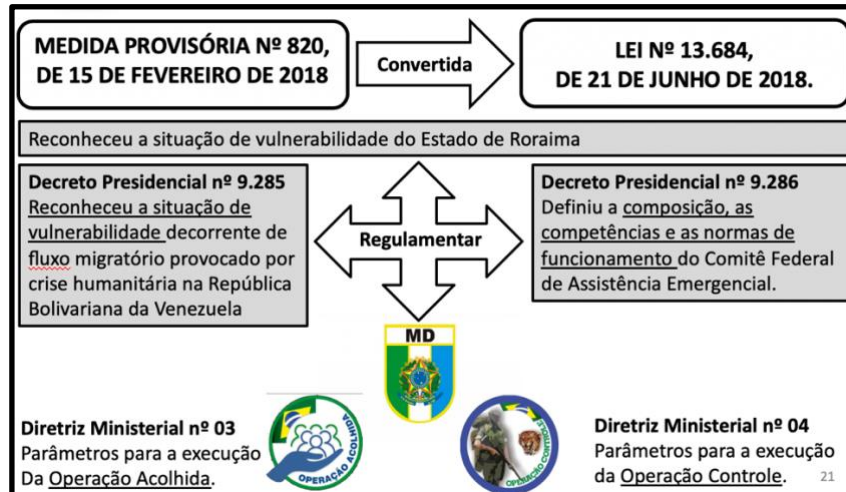 MEDIDA PROVISÓRIA Nº 820,
DE 15 DE FEVEREIRO DE 2018
Convertida
LEI Nº 13.684,
DE 21 DE JUNHO DE 2018.
Reconheceu a situação de vulnerabilidade do Estado de Roraima
Decreto Presidencial nº 9.285
Reconheceu a situação de
vulnerabilidade decorrente de
fluxo migratório provocado por
crise humanitária na República
Bolivariana da Venezuela
Regulamentar
Decreto Presidencial nº 9.286
Definiu a composição, as
competências e as normas de
funcionamento do Comitê Federal
de Assistência Emergencial.
MD
Diretriz Ministerial nº 03
Parâmetros para a execução
Da Operação Acolhida.
OPERAÇÃO ACOLHIDA
OPERAÇÃO CONTROLE
Diretriz Ministerial nº 04
Parâmetros para a execução
da Operação Controle.
21